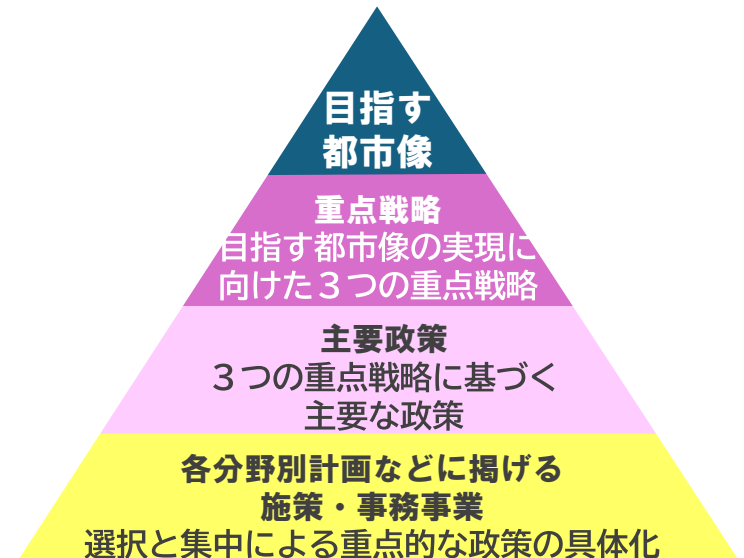 目指す
都市像
重点戦略
目指す都市像の実現に
向けた３つの重点戦略
主要政策
３つの重点戦略に基づく
主要な政策
各分野別計画などに掲げる
施策・事務事業
選択と集中による重点的な政策の具体化